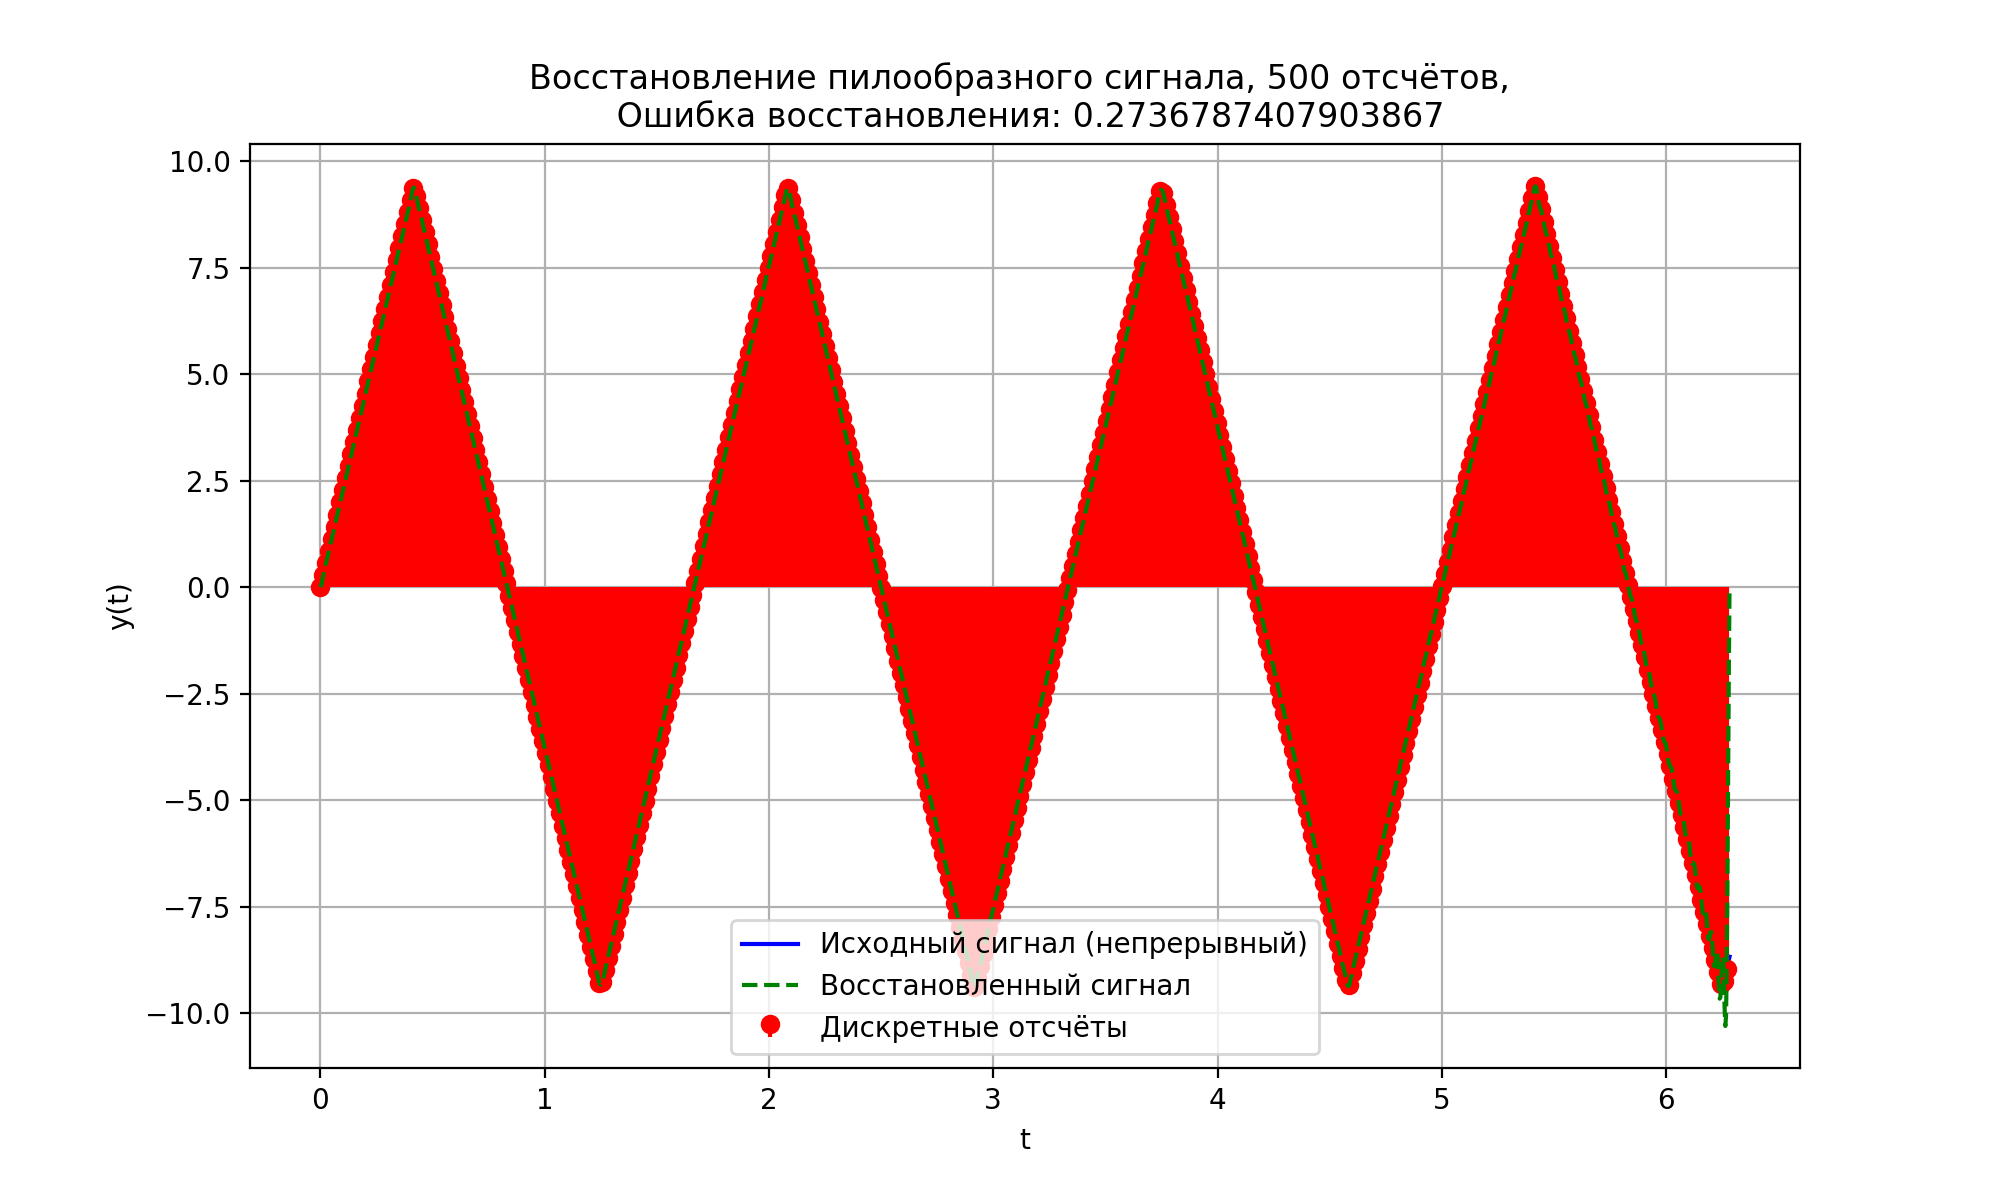 Восстановление пилообразного сигнала, 500 отсчётов,
Ошибка восстановления: 0.2736787407903867
10.0
7.5
5.0
2.5
0.0
−2.5
−5.0
−7.5
−10.0
y(t)
Исходный сигнал (непрерывный)
Восстановленный сигнал
Дискретные отсчёты
0 1 2 3 4 5 6
t